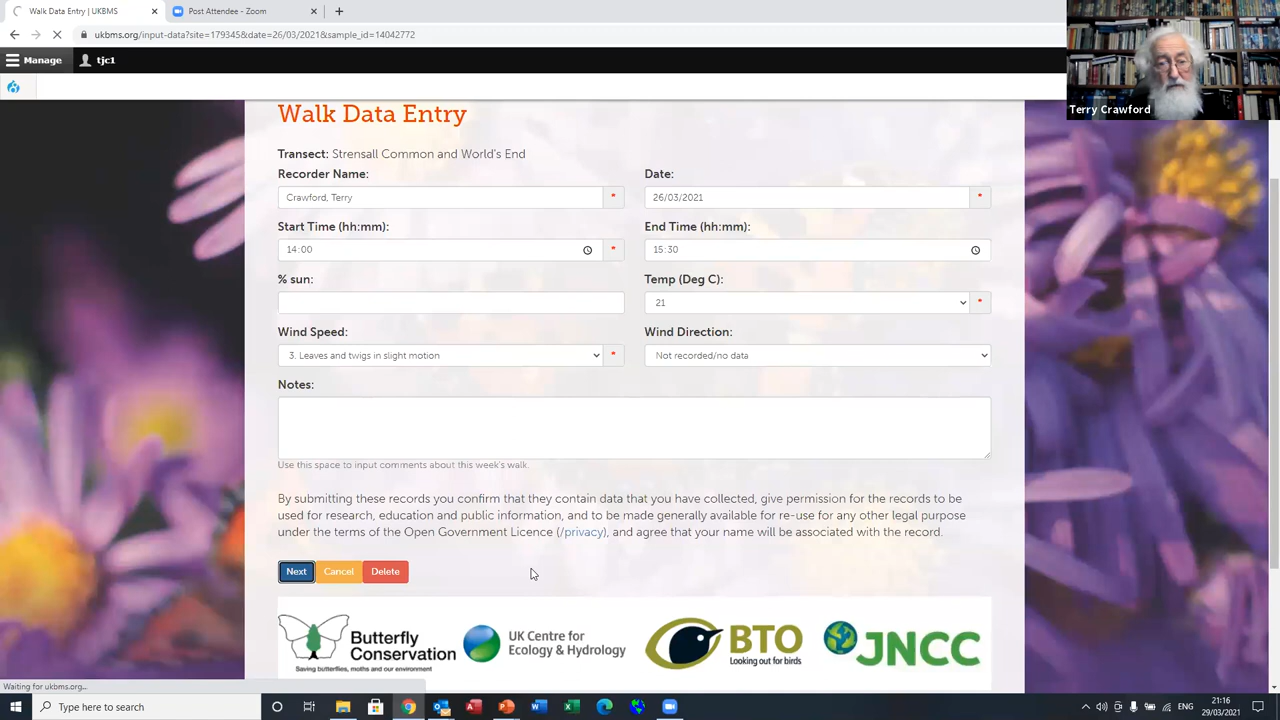 Walk Data Entry | UKBMS
Post Attendee - Zoom
ukbms.org/input-data?site=179345&date=26/03/2021&sample_id=14042772
Manage tjc1
Terry Crawford
Walk Data Entry
Transect: Strensall Common and World's End
Recorder Name: Date:
Crawford, Terry * 26/03/2021 *
Start Time (hh:mm): End Time (hh:mm):
14:00 * 15:30
% sun: Temp (Deg C):
21 *
Wind Speed: Wind Direction:
3. Leaves and twigs in slight motion * Not recorded/no data
Notes:
Use this space to input comments about this week's walk.
By submitting these records you confirm that they contain data that you have collected, give permission for the records to be
used for research, education and public information, and to be made generally available for re-use for any other legal purpose
under the terms of the Open Government Licence (/privacy), and agree that your name will be associated with the record.
Next Cancel Delete
Butterfly Conservation
Saving butterflies, moths and our environment
UK Centre for
Ecology & Hydrology
BTO
Looking out for birds
JNCC
Waiting for ukbms.org...
Type here to search
ENG
21:16
29/03/2021